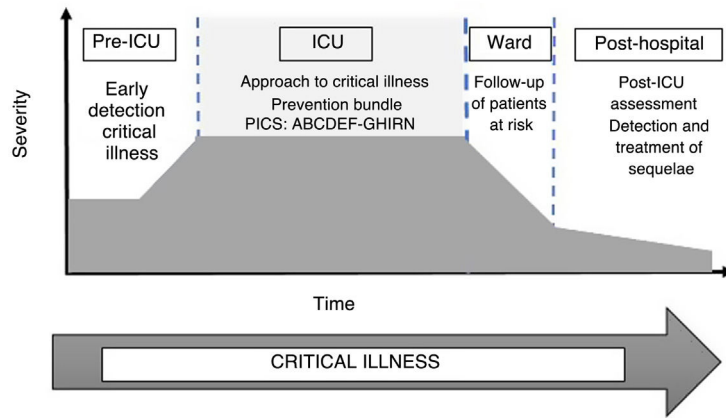 Pre-ICU
ICU
Ward
Post-hospital
Early
detection
critical
illness
Approach to critical illness
Prevention bundle
PICS: ABCDEF-GHIRN
Follow-up
of patients
at risk
Post-ICU
assessment
Detection and
treatment of
sequelae
Severity
Time
CRITICAL ILLNESS